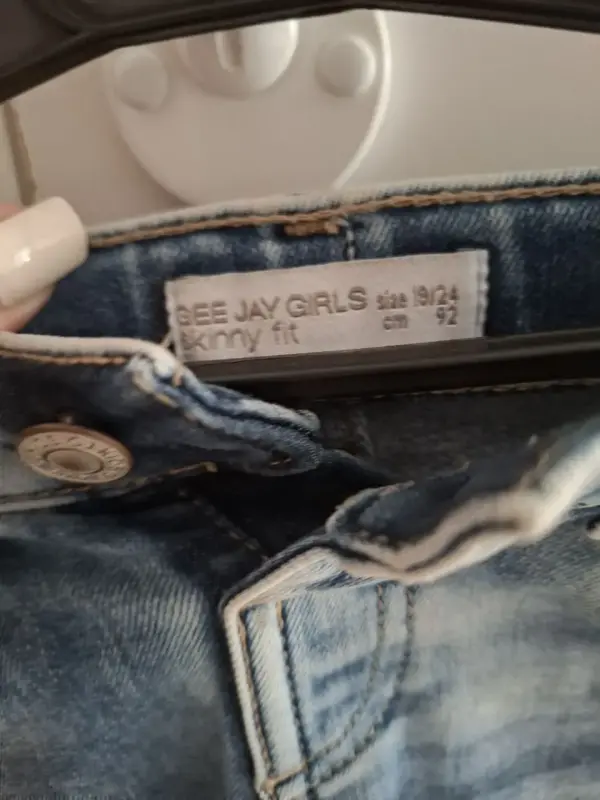 GEE JAY GIRLS size 19/24
skinny fit cm 92